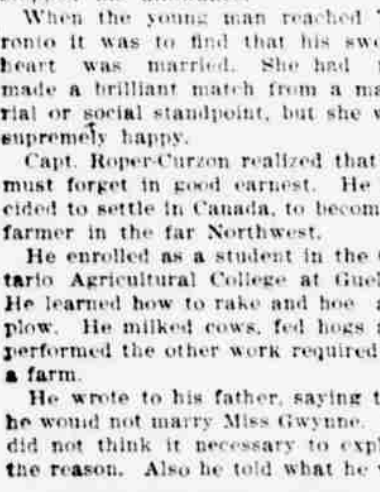 When the young man reached
ronto it was to find that his swe
heart was married. She had
made a brilliant match from a ma
rial or social standpoint, but she w
supremely happy.
Capt. Roper-Curzon realized that
must forget in good earnest. He
cided to settle in Canada, to becom
farmer in the far Northwest.
He enrolled as a student in the
tario Agricultural College at Guel
He learned how to rake and hoe a
plow. He milked cows, fed hogs
performed the other work required
a farm.
He wrote to his father, saying t
he would not marry Miss Gwynne.
did not think it necessary to expl
the reason. Also he told what he